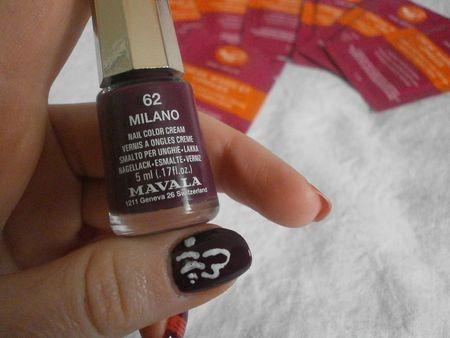 62
MILANO
NAIL COLOR CREAM
VERNIS A ONGLES CREME
SMALTO PER UNGHIE•LAKKA
NAGELLACK•ESMALTE•VERNIZ
5 ml (.17fl.oz.)
MAVALA
1211 Geneva 26 Switzerland